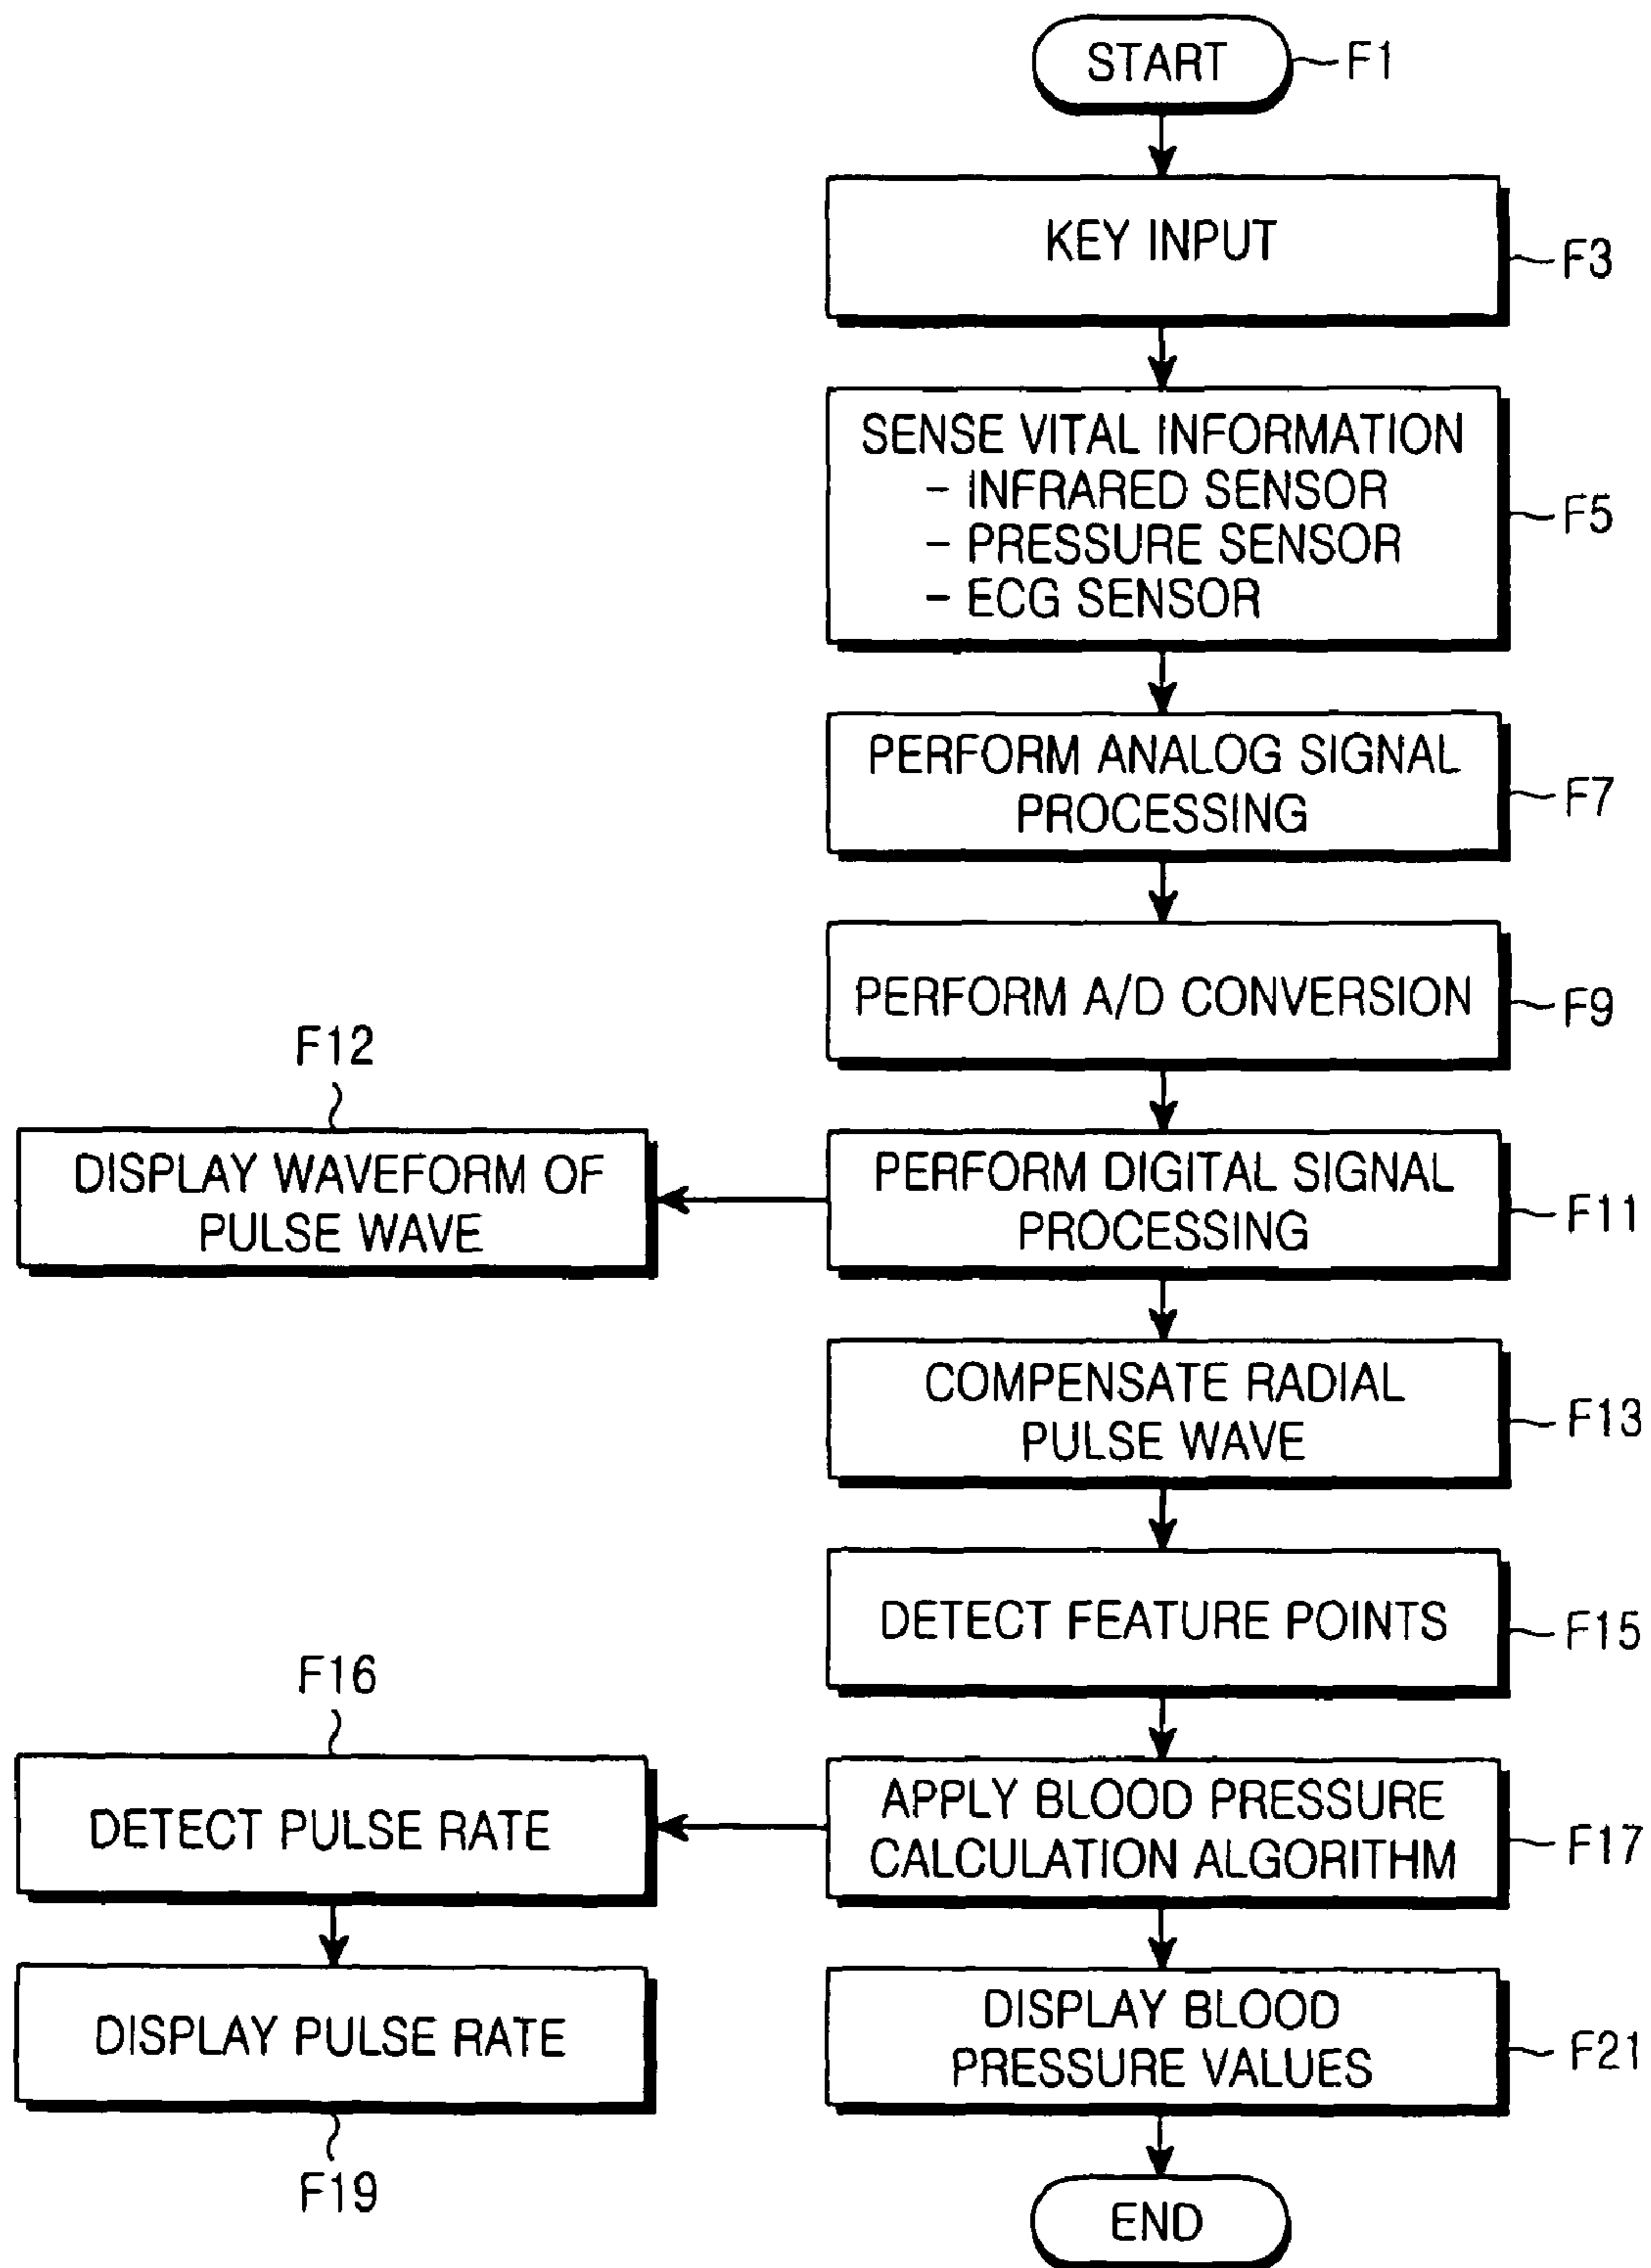 START
F1
KEY INPUT
F3
SENSE VITAL INFORMATION
- INFRARED SENSOR
- PRESSURE SENSOR
- ECG SENSOR
F5
PERFORM ANALOG SIGNAL
PROCESSING
F7
PERFORM A/D CONVERSION
F9
F12
DISPLAY WAVEFORM OF
PULSE WAVE
PERFORM DIGITAL SIGNAL
PROCESSING
F11
COMPENSATE RADIAL
PULSE WAVE
F13
DETECT FEATURE POINTS
F15
F16
DETECT PULSE RATE
APPLY BLOOD PRESSURE
CALCULATION ALGORITHM
F17
DISPLAY PULSE RATE
F19
DISPLAY BLOOD
PRESSURE VALUES
F21
END